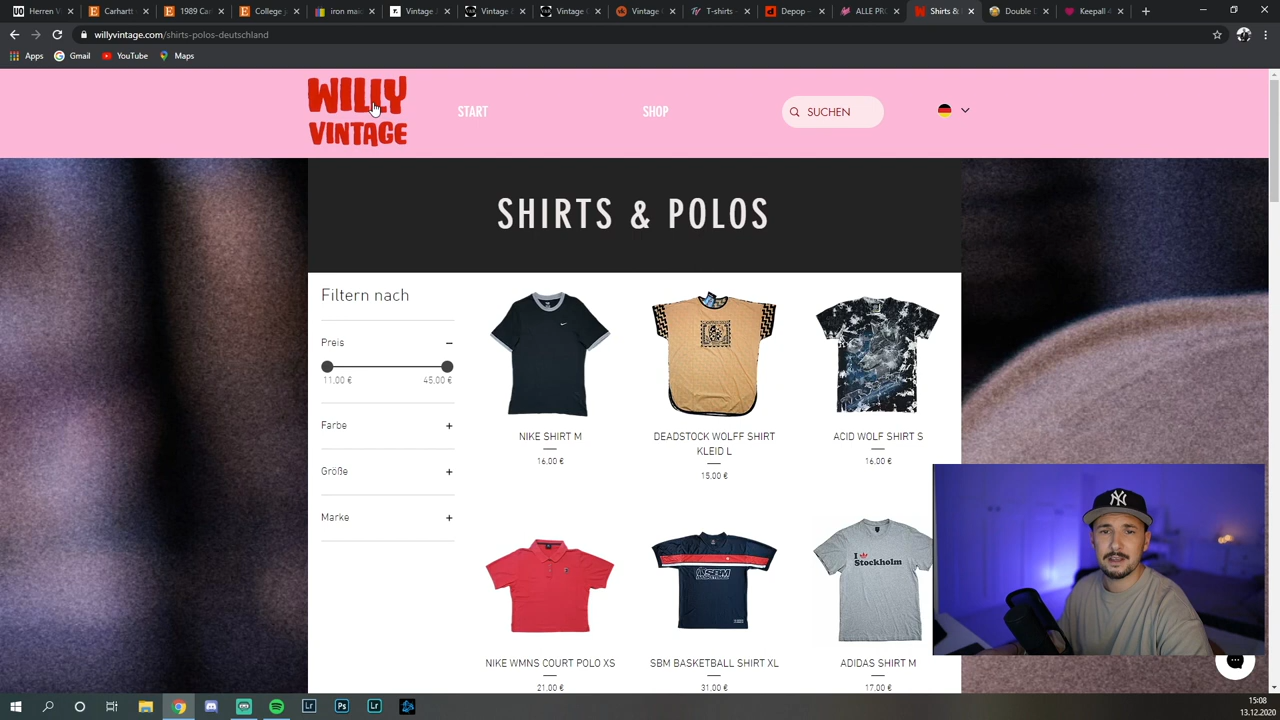 Herren V
Carhartt
1989 Car
College j
iron mai
Vintage
Vintage
Vintage
Vintage
T-shirts –
Depop –
ALLE PR
Shirts &
Double D
Keepall 4
willyvintage.com/shirts-polos-deutschland
Apps
Gmail
YouTube
Maps
WILLY
VINTAGE
START
SHOP
SUCHEN
SHIRTS & POLOS
Filtern nach
Preis
11,00 €
45,00 €
Farbe
Größe
Marke
NIKE SHIRT M
16,00 €
DEADSTOCK WOLFF SHIRT
KLEID L
15,00 €
ACID WOLF SHIRT S
16,00 €
I
Stockholm
SBM
NIKE WMNS COURT POLO XS
21,00 €
SBM BASKETBALL SHIRT XL
31,00 €
ADIDAS SHIRT M
17,00 €
15:08
13.12.2020